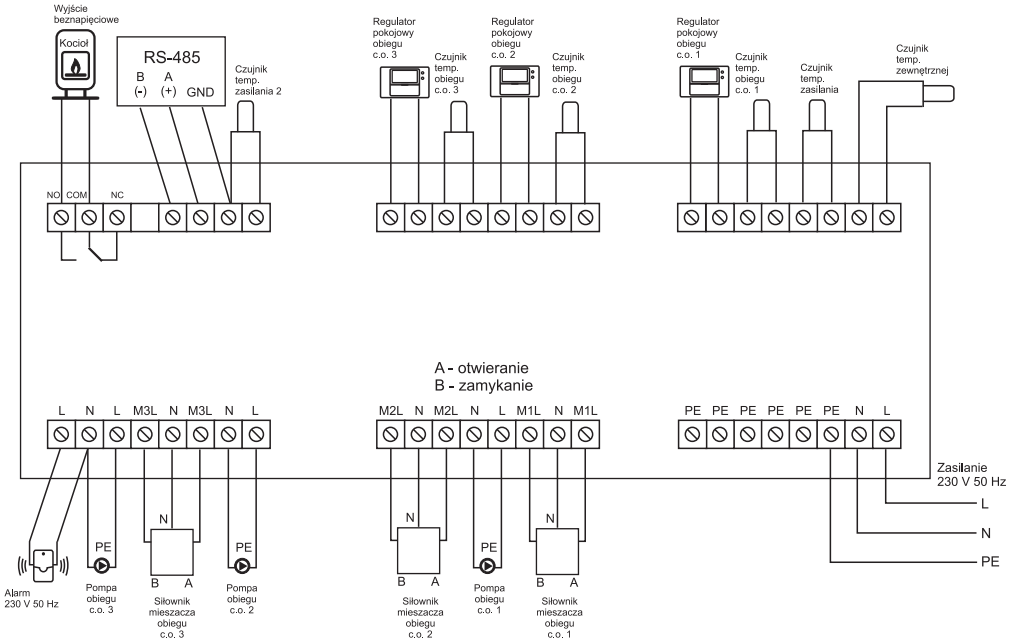 Wyjście
beznapięciowe
Kocioł
RS-485
B A
(-) (+) GND
Czujnik
temp.
zasilania 2
Regulator
pokojowy
obiegu
c.o. 3
Czujnik
temp.
obiegu
c.o. 3
Regulator
pokojowy
obiegu
c.o. 2
Czujnik
temp.
obiegu
c.o. 2
Regulator
pokojowy
obiegu
c.o. 1
Czujnik
temp.
obiegu
c.o. 1
Czujnik
temp.
zasilania
Czujnik
temp.
zewnętrznej
NO COM NC
A - otwieranie
B - zamykanie
L N L M3L N M3L N L
M2L N M2L N L M1L N M1L
PE PE PE PE PE PE N L
Zasilanie
230 V 50 Hz
L
N
PE
Alarm
230 V 50 Hz
PE
Pompa
obiegu
c.o. 3
N
B A
Siłownik
mieszacza
obiegu
c.o. 3
PE
Pompa
obiegu
c.o. 2
N
B A
Siłownik
mieszacza
obiegu
c.o. 2
PE
Pompa
obiegu
c.o. 1
N
B A
Siłownik
mieszacza
obiegu
c.o. 1